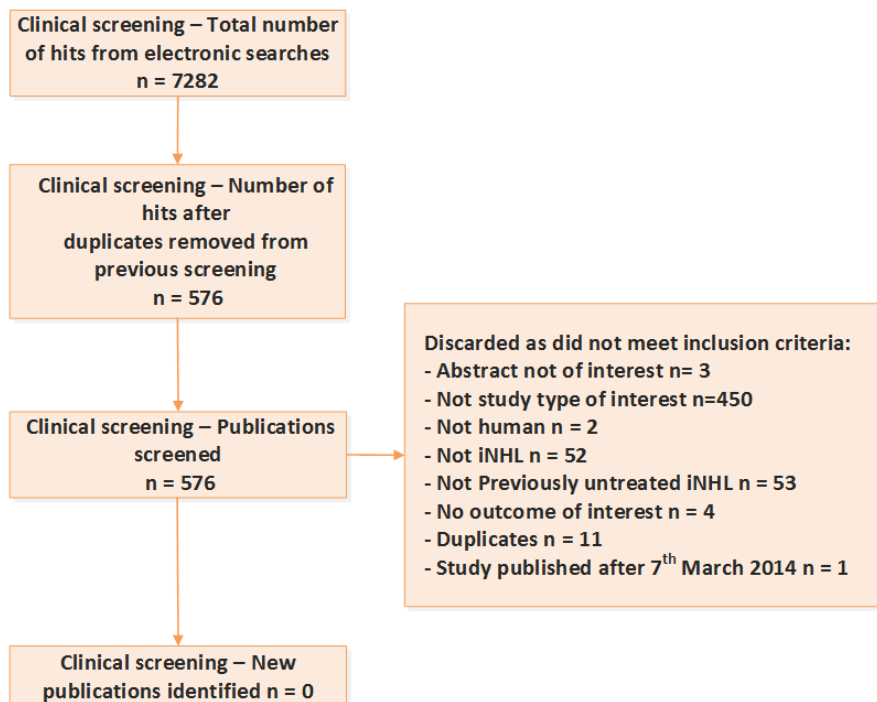 Clinical screening – Total number
of hits from electronic searches
n = 7282
Clinical screening – Number of
hits after
duplicates removed from
previous screening
n = 576
Clinical screening – Publications
screened
n = 576
Discarded as did not meet inclusion criteria:
- Abstract not of interest n= 3
- Not study type of interest n=450
- Not human n = 2
- Not iNHL n = 52
- Not Previously untreated iNHL n = 53
- No outcome of interest n = 4
- Duplicates n = 11
- Study published after 7th March 2014 n = 1
Clinical screening – New
publications identified n = 0